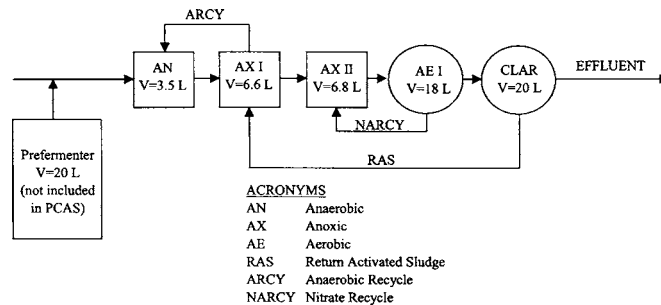 ARCY
AN
V=3.5 L
AX I
V=6.6 L
AX II
V=6.8 L
AE I
V=18 L
CLAR
V=20 L
EFFLUENT
NARCY
RAS
Prefermenter
V=20 L
(not included
in PCAS)
ACRONYMS
AN Anaerobic
AX Anoxic
AE Aerobic
RAS Return Activated Sludge
ARCY Anaerobic Recycle
NARCY Nitrate Recycle